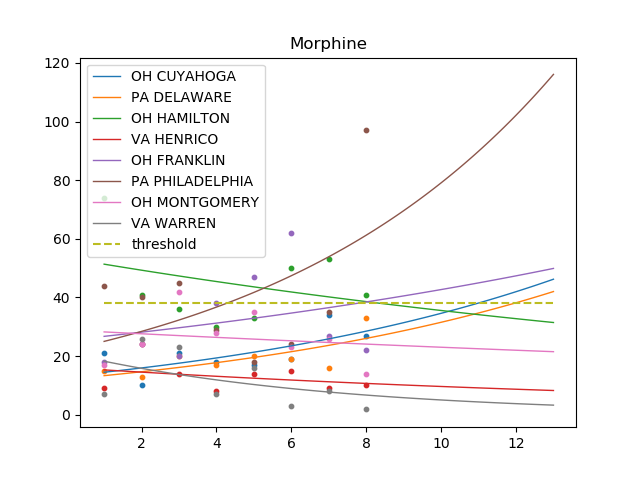 Morphine
120
100
80
60
40
20
0
OH CUYAHOGA
PA DELAWARE
OH HAMILTON
VA HENRICO
OH FRANKLIN
PA PHILADELPHIA
OH MONTGOMERY
VA WARREN
threshold
2 4 6 8 10 12